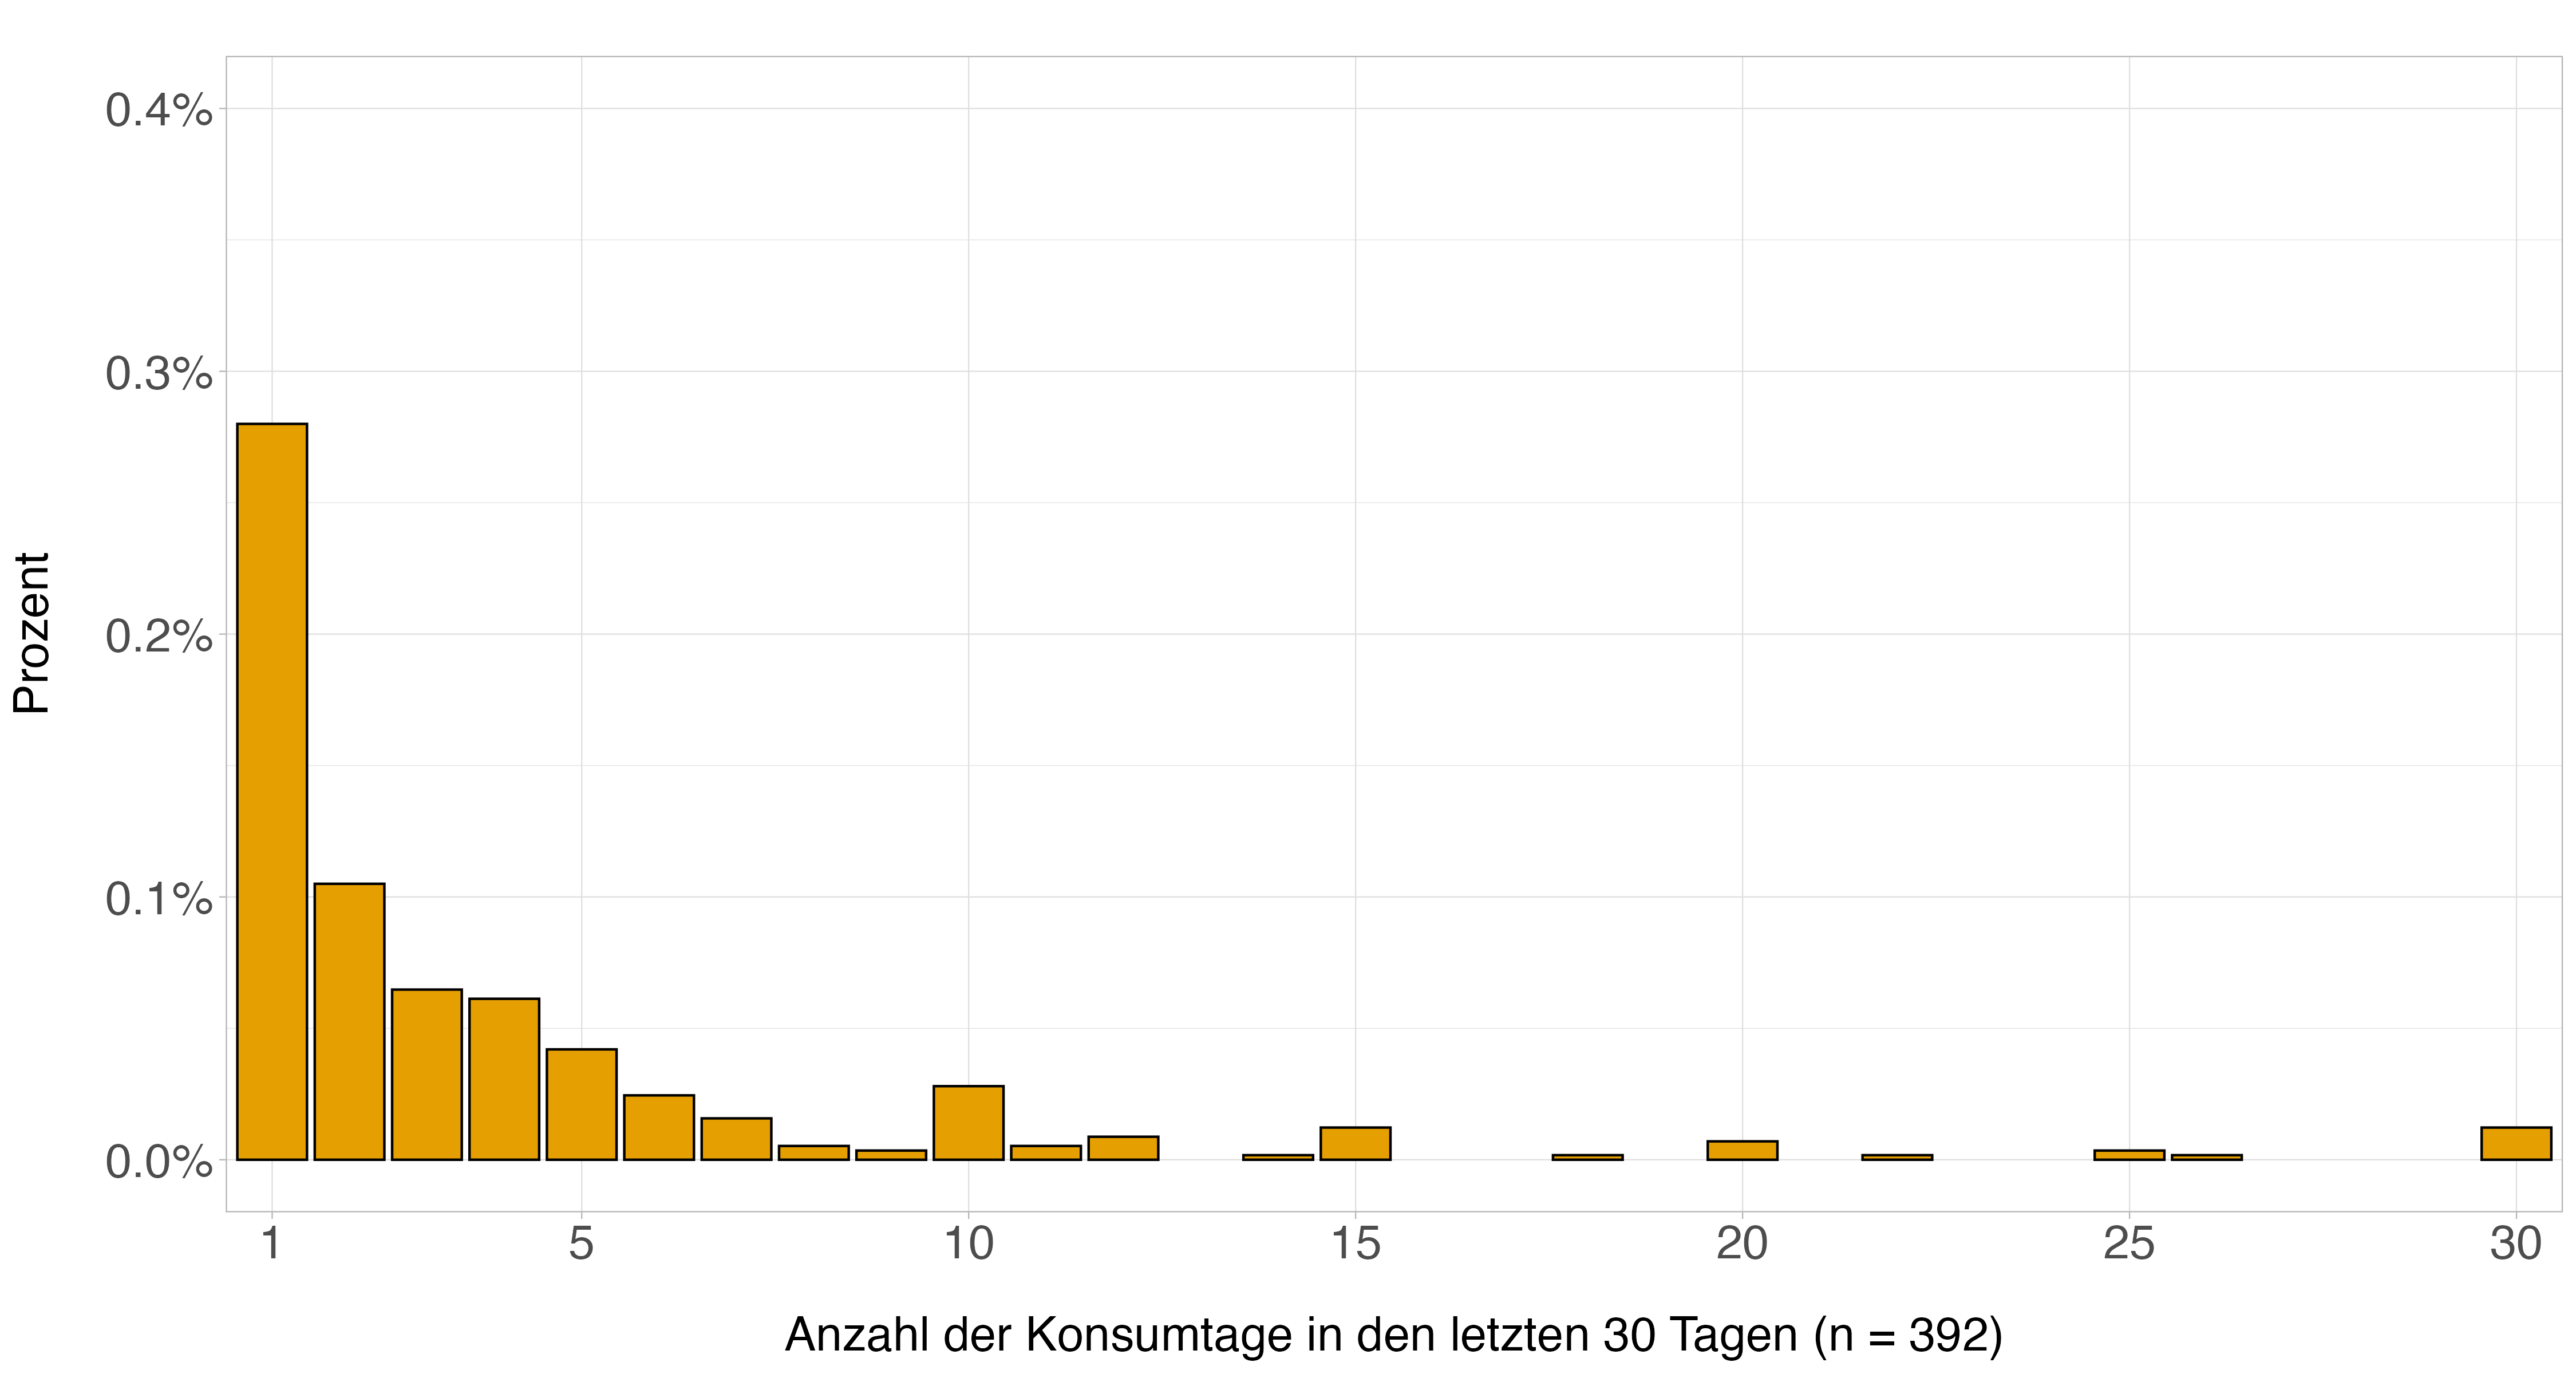 0.4%
0.3%
0.2%
0.1%
0.0%
Prozent
1 5 10 15 20 25 30
Anzahl der Konsumtage in den letzten 30 Tagen (n = 392)